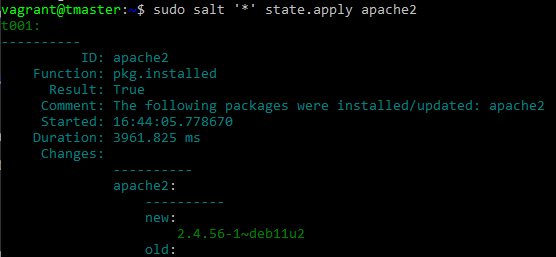 vagrant@tmaster:~$ sudo salt '*' state.apply apache2
t001:
----------
ID: apache2
Function: pkg.installed
Result: True
Comment: The following packages were installed/updated: apache2
Started: 16:44:05.778670
Duration: 3961.825 ms
Changes:
----------
apache2:
----------
new:
2.4.56-1~deb11u2
old: